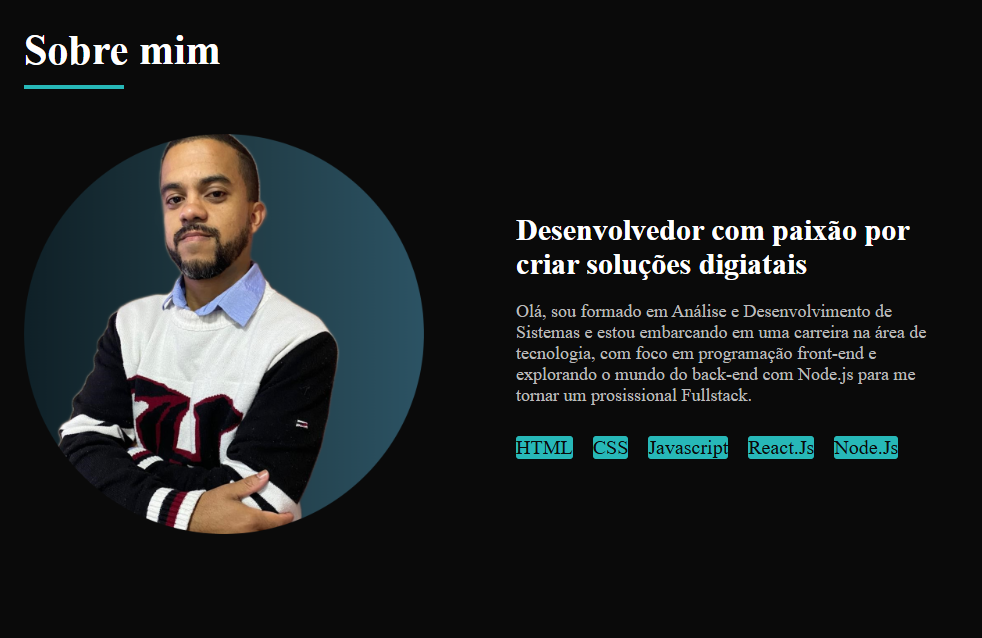 Sobre mim
Desenvolvedor com paixão por
criar soluções digiatais
Olá, sou formado em Análise e Desenvolvimento de
Sistemas e estou embarcando em uma carreira na área de
tecnologia, com foco em programação front-end e
explorando o mundo do back-end com Node.js para me
tornar um prosissional Fullstack.
HTML CSS Javascript React.Js Node.Js